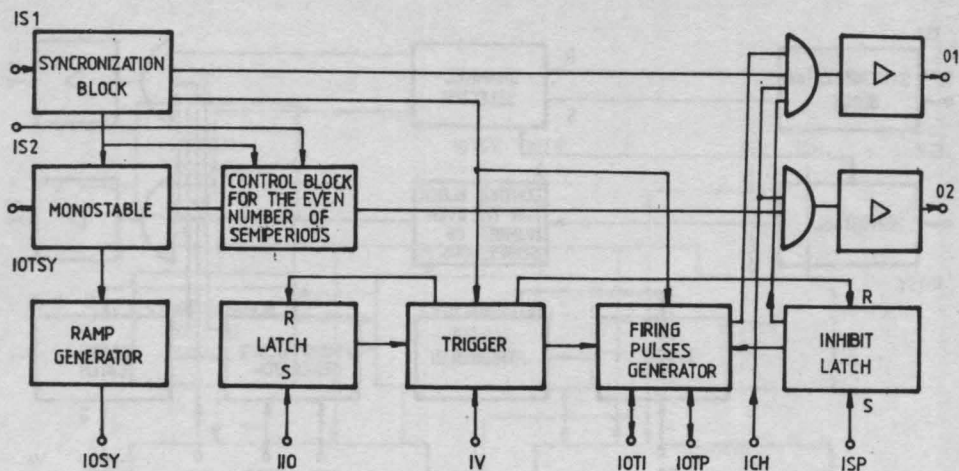 IS1
SYNCRONIZATION
BLOCK
01
IS2
MONOSTABLE
CONTROL BLOCK
FOR THE EVEN
NUMBER OF
SEMIPERIODS
02
IOTSY
RAMP
GENERATOR
R
LATCH
S
TRIGGER
FIRING
PULSES
GENERATOR
R
INHIBIT
LATCH
S
IOSY
IIO
IV
IOTI
IOTP
ICH
ISP